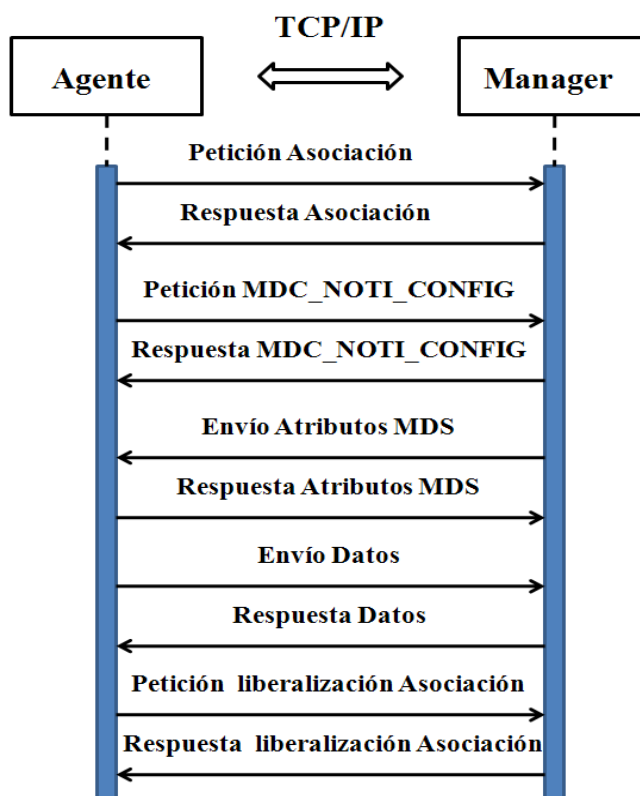 TCP/IP
Agente
Manager
Petición Asociación
Respuesta Asociación
Petición MDC_NOTI_CONFIG
Respuesta MDC_NOTI_CONFIG
Envío Atributos MDS
Respuesta Atributos MDS
Envío Datos
Respuesta Datos
Petición liberalización Asociación
Respuesta liberalización Asociación